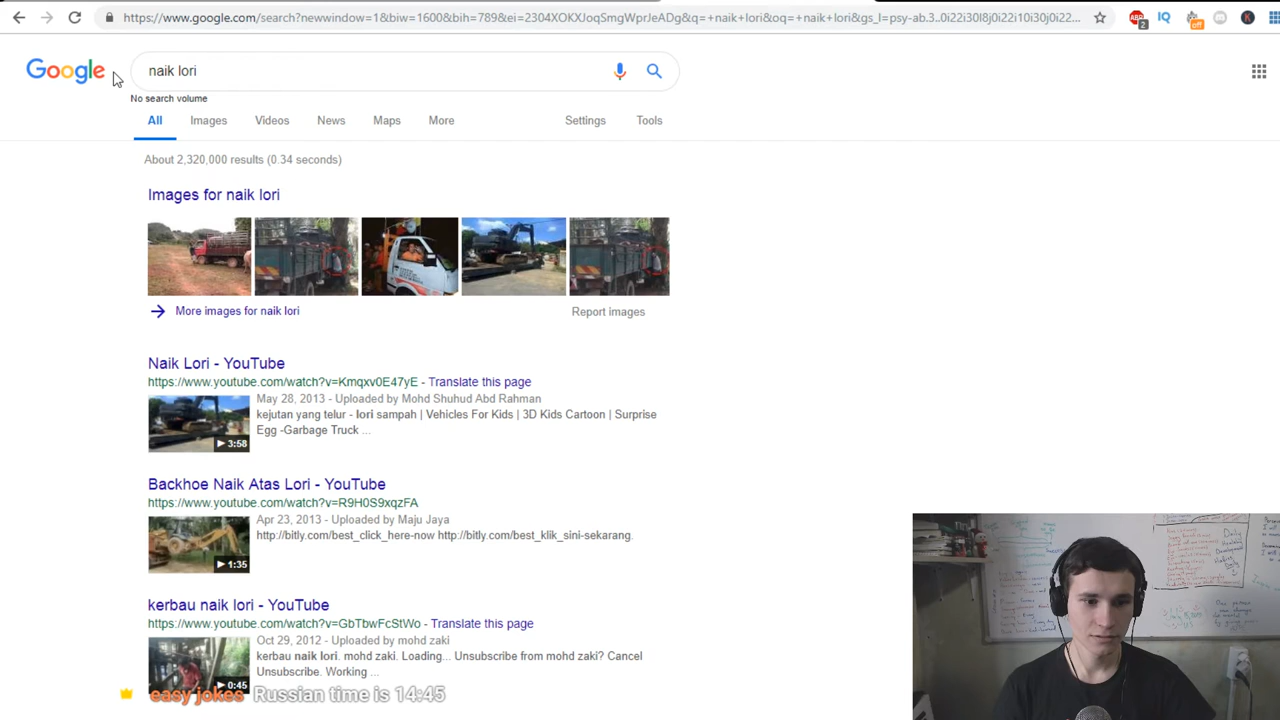 https://www.google.com/search?newwindow=1&biw=1600&bih=789&ei=2304XOKXJoqSmgWprJeADg&q=+naik+lori&oq=+naik+lori&gs_l=psy-ab.3..0i22i30l8j0i22i10i30j0i22...
Google
naik lori
No search volume
All Images Videos News Maps More Settings Tools
About 2,320,000 results (0.34 seconds)
Images for naik lori
More images for naik lori
Report images
Naik Lori - YouTube
https://www.youtube.com/watch?v=Kmqxv0E47yE - Translate this page
May 28, 2013 - Uploaded by Mohd Shuhud Abd Rahman
kejutan yang telur - lori sampah | Vehicles For Kids | 3D Kids Cartoon | Surprise
Egg -Garbage Truck ...
3:58
Backhoe Naik Atas Lori - YouTube
https://www.youtube.com/watch?v=R9H0S9xqzFA
Apr 23, 2013 - Uploaded by Maju Jaya
http://bitly.com/best_click_here-now http://bitly.com/best_klik_sini-sekarang.
1:35
kerbau naik lori - YouTube
https://www.youtube.com/watch?v=GbTbwFcStWo - Translate this page
Oct 29, 2012 - Uploaded by mohd zaki
kerbau naik lori. mohd zaki. Loading... Unsubscribe from mohd zaki? Cancel
Unsubscribe. Working ...
0:45
easy jokes Russian time is 14:45